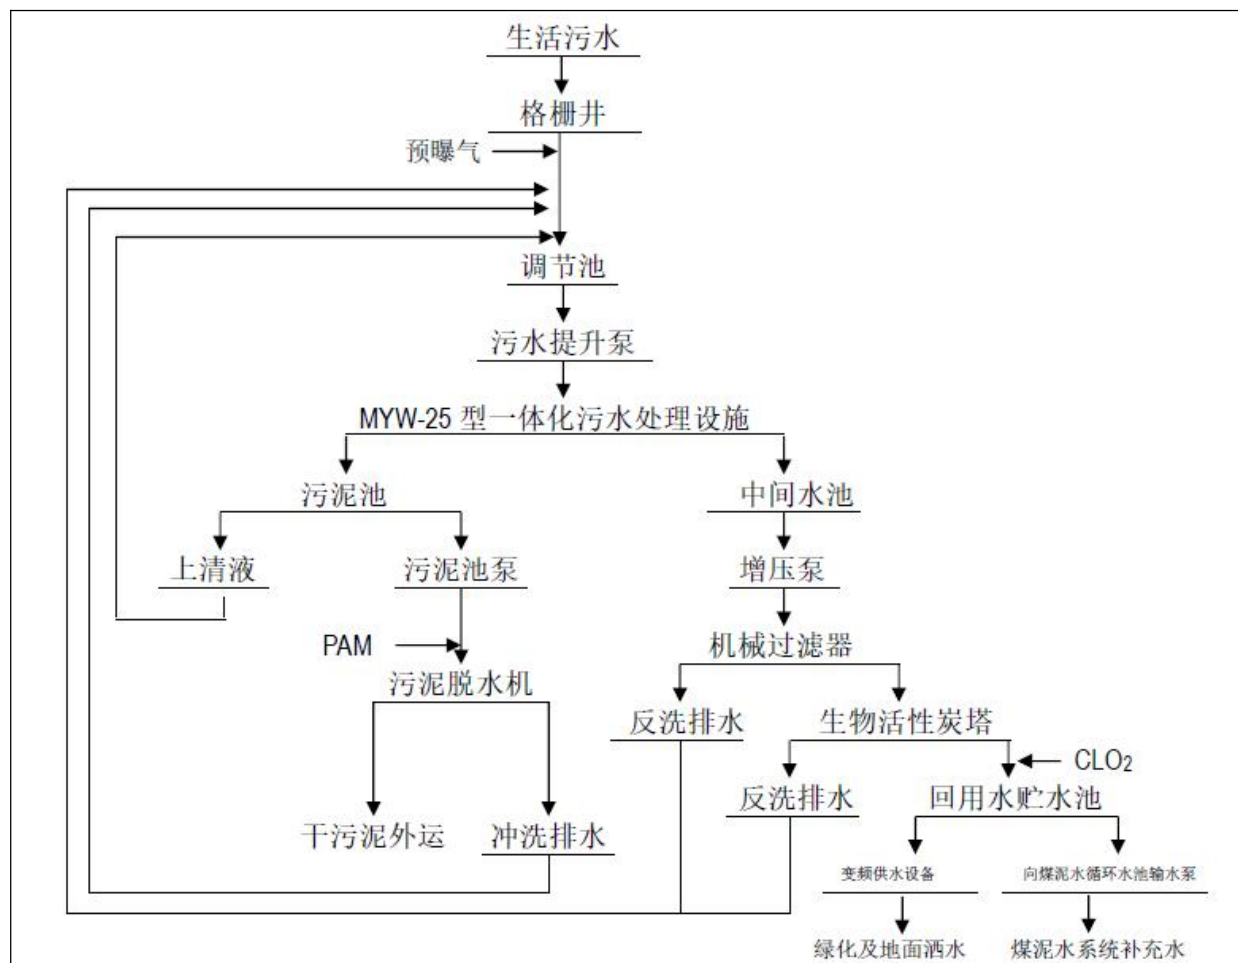 生活污水
格栅井
预曝气
调节池
污水提升泵
MYW-25 型一体化污水处理设施
污泥池
中间水池
上清液
污泥池泵
增压泵
PAM
机械过滤器
污泥脱水机
反洗排水
生物活性炭塔
CLO₂
反洗排水
回用水贮水池
干污泥外运
冲洗排水
变频供水设备
向煤泥水循环水池输水泵
绿化及地面洒水
煤泥水系统补充水